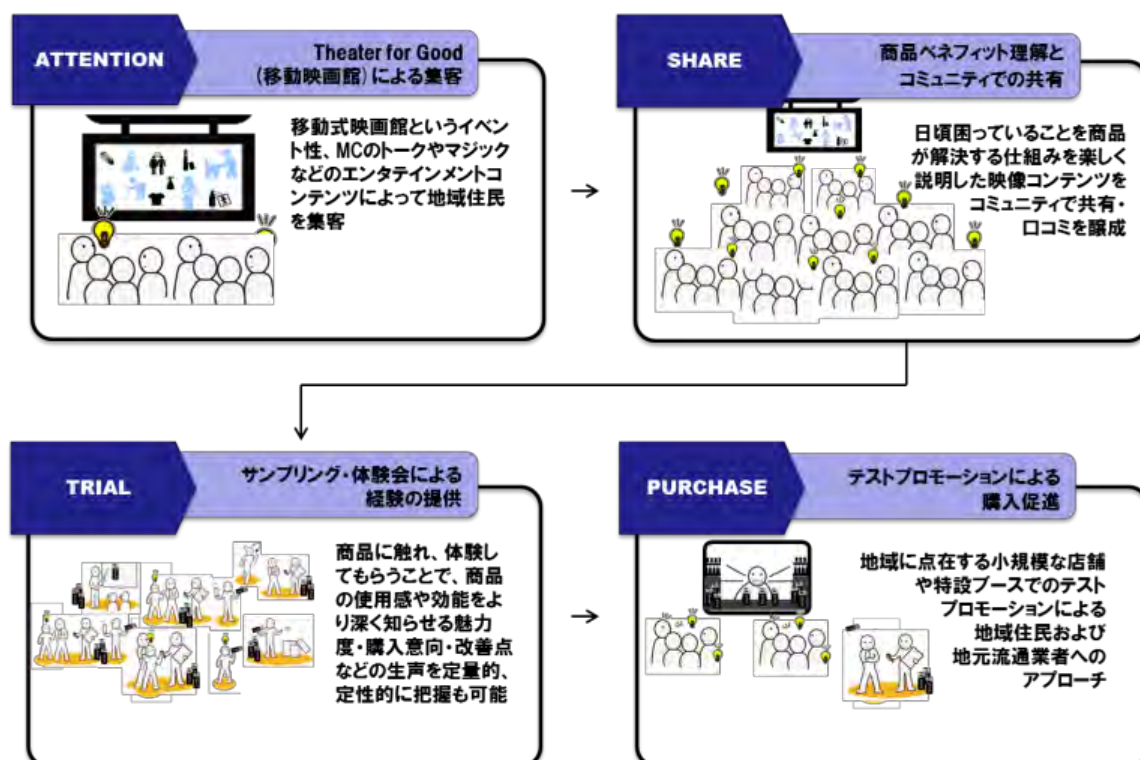 ATTENTION
Theater for Good
(移動映画館)による集客
移動式映画館というイベン
ト性、MCのトークやマジック
などのエンタテインメントコ
ンテンツによって地域住民
を集客
SHARE
商品ベネフィット理解と
コミュニティでの共有
日頃困っていることを商品
が解決する仕組みを楽しく
説明した映像コンテンツを
コミュニティで共有・
口コミを醸成
TRIAL
サンプリング・体験会による
経験の提供
商品に触れ、体験し
てもらうことで、商品
の使用感や効能をよ
り深く知らせる魅力
度・購入意向・改善点
などの生声を定量的、
定性的に把握も可能
PURCHASE
テストプロモーションによる
購入促進
地域に点在する小規模な店舗
や特設ブースでのテスト
プロモーションによる
地域住民および
地元流通業者への
アプローチ